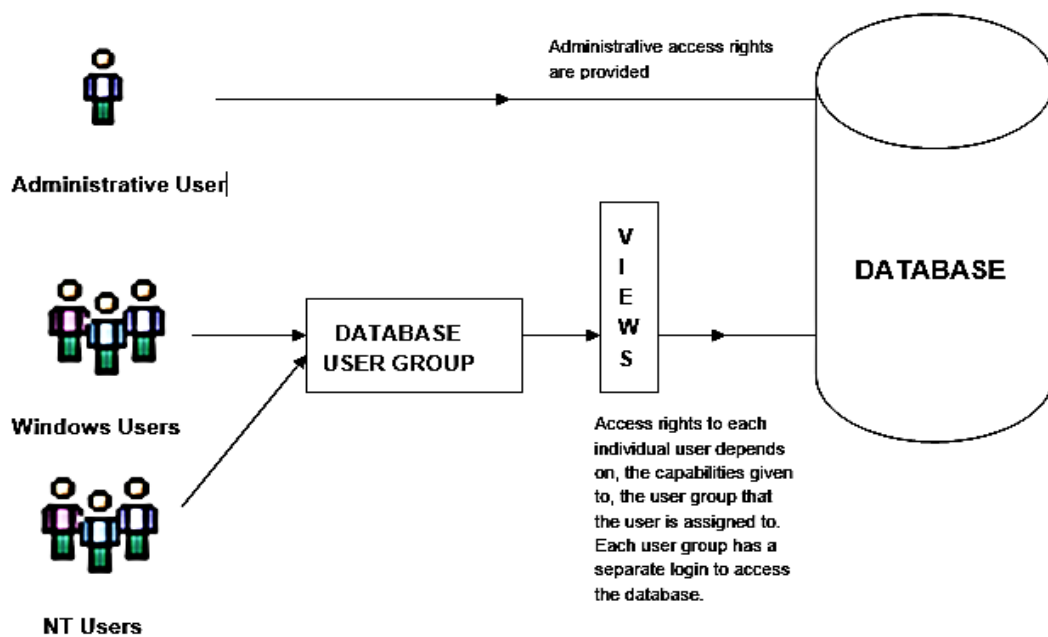 Administrative access rights
are provided
Administrative User
DATABASE
V
I
E
W
S
DATABASE
USER GROUP
Windows Users
Access rights to each
individual user depends
on, the capabilities given
to, the user group that
the user is assigned to.
Each user group has a
separate login to access
the database.
NT Users